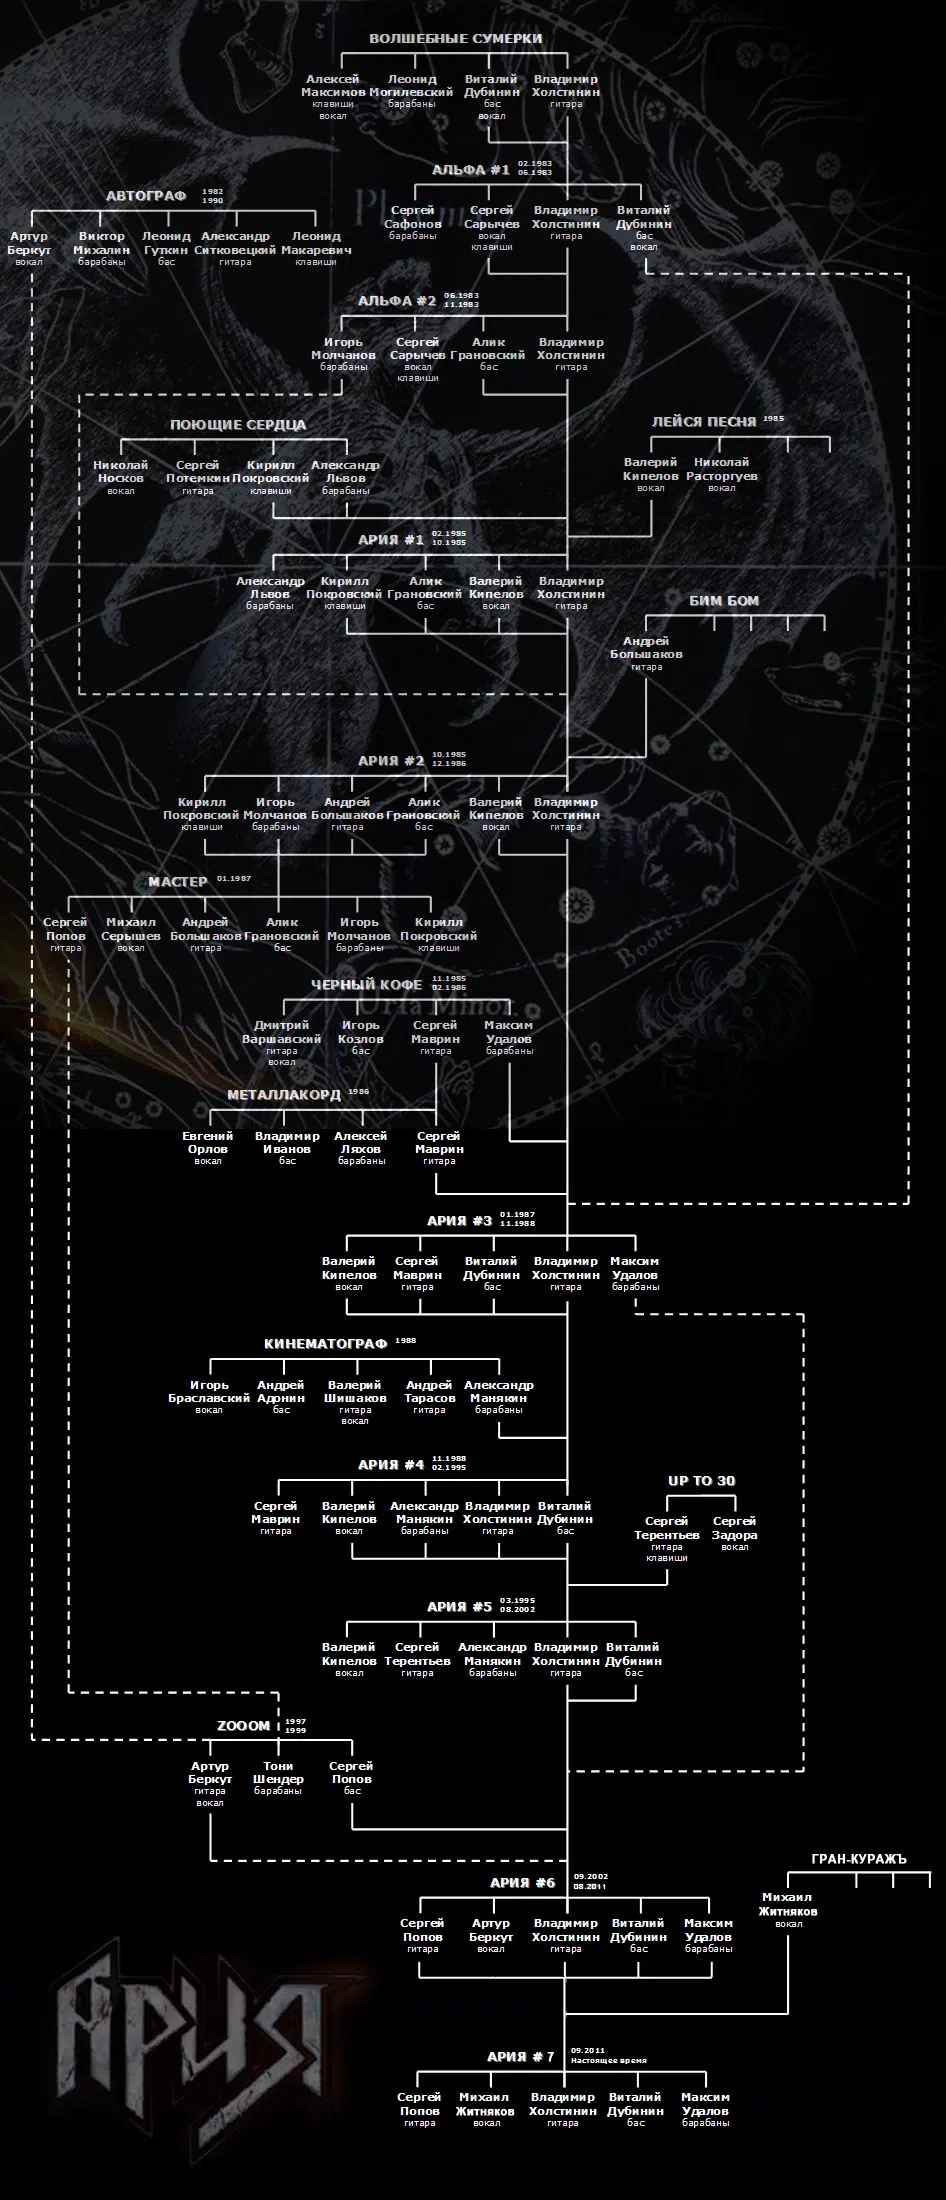 ВОЛШЕБНЫЕ СУМЕРКИ
Алексей Леонид Виталий Владимир
Максимов Могилевский Дубинин Холстинин
клавиши барабаны бас гитара
вокал вокал
АЛЬФА #1 02.1983
06.1983
АВТОГРАФ 1982
1990
Сергей Сергей Владимир Виталий
Сафонов Сарычев Холстинин Дубинин
барабаны вокал гитара бас
клавиши вокал
Артур Виктор Леонид Александр Леонид
Беркут Михалин Гуткин Ситковецкий Макаревич
вокал барабаны бас гитара клавиши
АЛЬФА #2 06.1983
11.1983
Игорь Сергей Алик Владимир
Молчанов Сарычев Грановский Холстинин
барабаны вокал бас гитара
клавиши
ПОЮЩИЕ СЕРДЦА
ЛЕЙСЯ ПЕСНЯ 1985
Николай Сергей Кирилл Александр
Носков Потемкин Покровский Львов
вокал гитара клавиши барабаны
Валерий Николай
Кипелов Расторгуев
вокал вокал
АРИЯ #1 02.1985
10.1985
Александр Кирилл Алик Валерий Владимир
Львов Покровский Грановский Кипелов Холстинин
барабаны клавиши бас вокал гитара
БИМ БОМ
Андрей
Большаков
гитара
АРИЯ #2 10.1985
12.1986
Кирилл Игорь Андрей Алик Валерий Владимир
Покровский Молчанов Большаков Грановский Кипелов Холстинин
клавиши барабаны гитара бас вокал гитара
МАСТЕР 01.1987
Сергей Михаил Андрей Алик Игорь Кирилл
Попов Серышев Большаков Грановский Молчанов Покровский
гитара вокал гитара бас барабаны клавиши
Bootes
ЧЕРНЫЙ КОФЕ 11.1985
02.1986
Ursa Minor.
Дмитрий Игорь Сергей Максим
Варшавский Козлов Маврин Удалов
гитара бас гитара барабаны
вокал
МЕТАЛЛАКОРД 1986
Евгений Владимир Алексей Сергей
Орлов Иванов Ляхов Маврин
вокал бас барабаны гитара
АРИЯ #3 01.1987
11.1988
Валерий Сергей Виталий Владимир Максим
Кипелов Маврин Дубинин Холстинин Удалов
вокал гитара бас гитара барабаны
КИНЕМАТОГРАФ 1988
Игорь Андрей Валерий Андрей Александр
Браславский Адонин Шишаков Тарасов Манякин
вокал бас гитара гитара барабаны
вокал
АРИЯ #4 11.1988
02.1995
UP TO 30
Сергей Валерий Александр Владимир Виталий
Маврин Кипелов Манякин Холстинин Дубинин
гитара вокал барабаны гитара бас
Сергей Сергей
Терентьев Задора
гитара вокал
клавиши
АРИЯ #5 03.1995
08.2002
Валерий Сергей Александр Владимир Виталий
Кипелов Терентьев Манякин Холстинин Дубинин
вокал гитара барабаны гитара бас
ZOOOM 1997
1999
Артур Тони Сергей
Беркут Шендер Попов
гитара барабаны бас
вокал
ГРАН-КУРАЖЪ
АРИЯ #6 09.2002
08.2011
Михаил
Житняков
вокал
Сергей Артур Владимир Виталий Максим
Попов Беркут Холстинин Дубинин Удалов
гитара вокал гитара бас барабаны
Ария
АРИЯ # 7 09.2011
Настоящее время
Сергей Михаил Владимир Виталий Максим
Попов Житняков Холстинин Дубинин Удалов
гитара вокал гитара бас барабаны